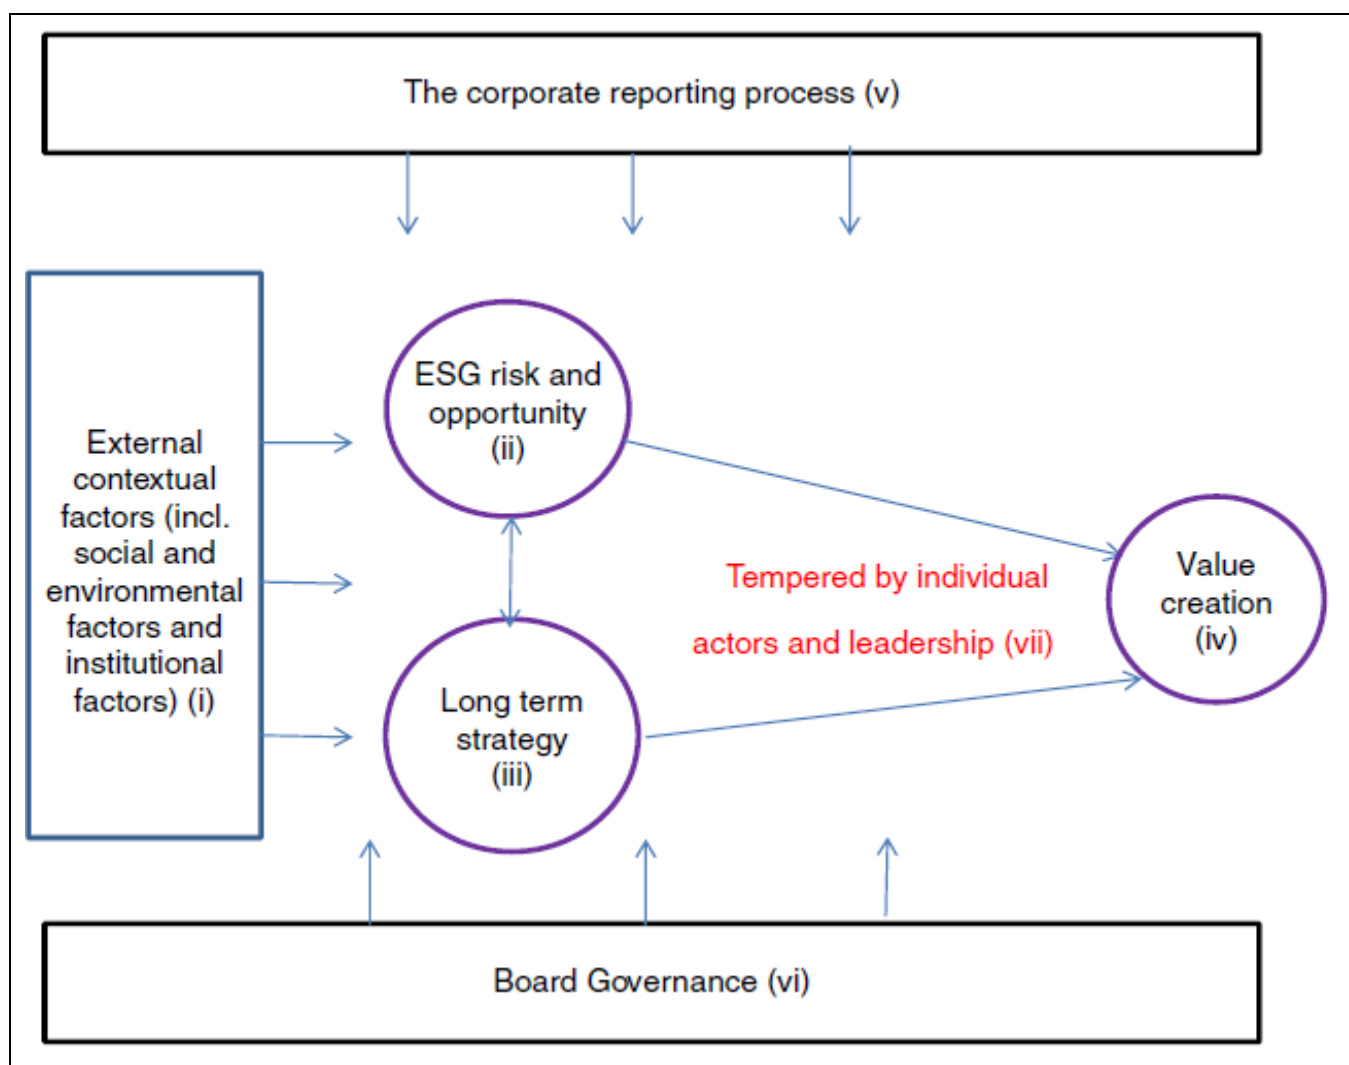 The corporate reporting process (v)
External
contextual
factors (incl.
social and
environmental
factors and
institutional
factors) (i)
ESG risk and
opportunity
(ii)
Long term
strategy
(iii)
Tempered by individual
actors and leadership (vii)
Value
creation
(iv)
Board Governance (vi)